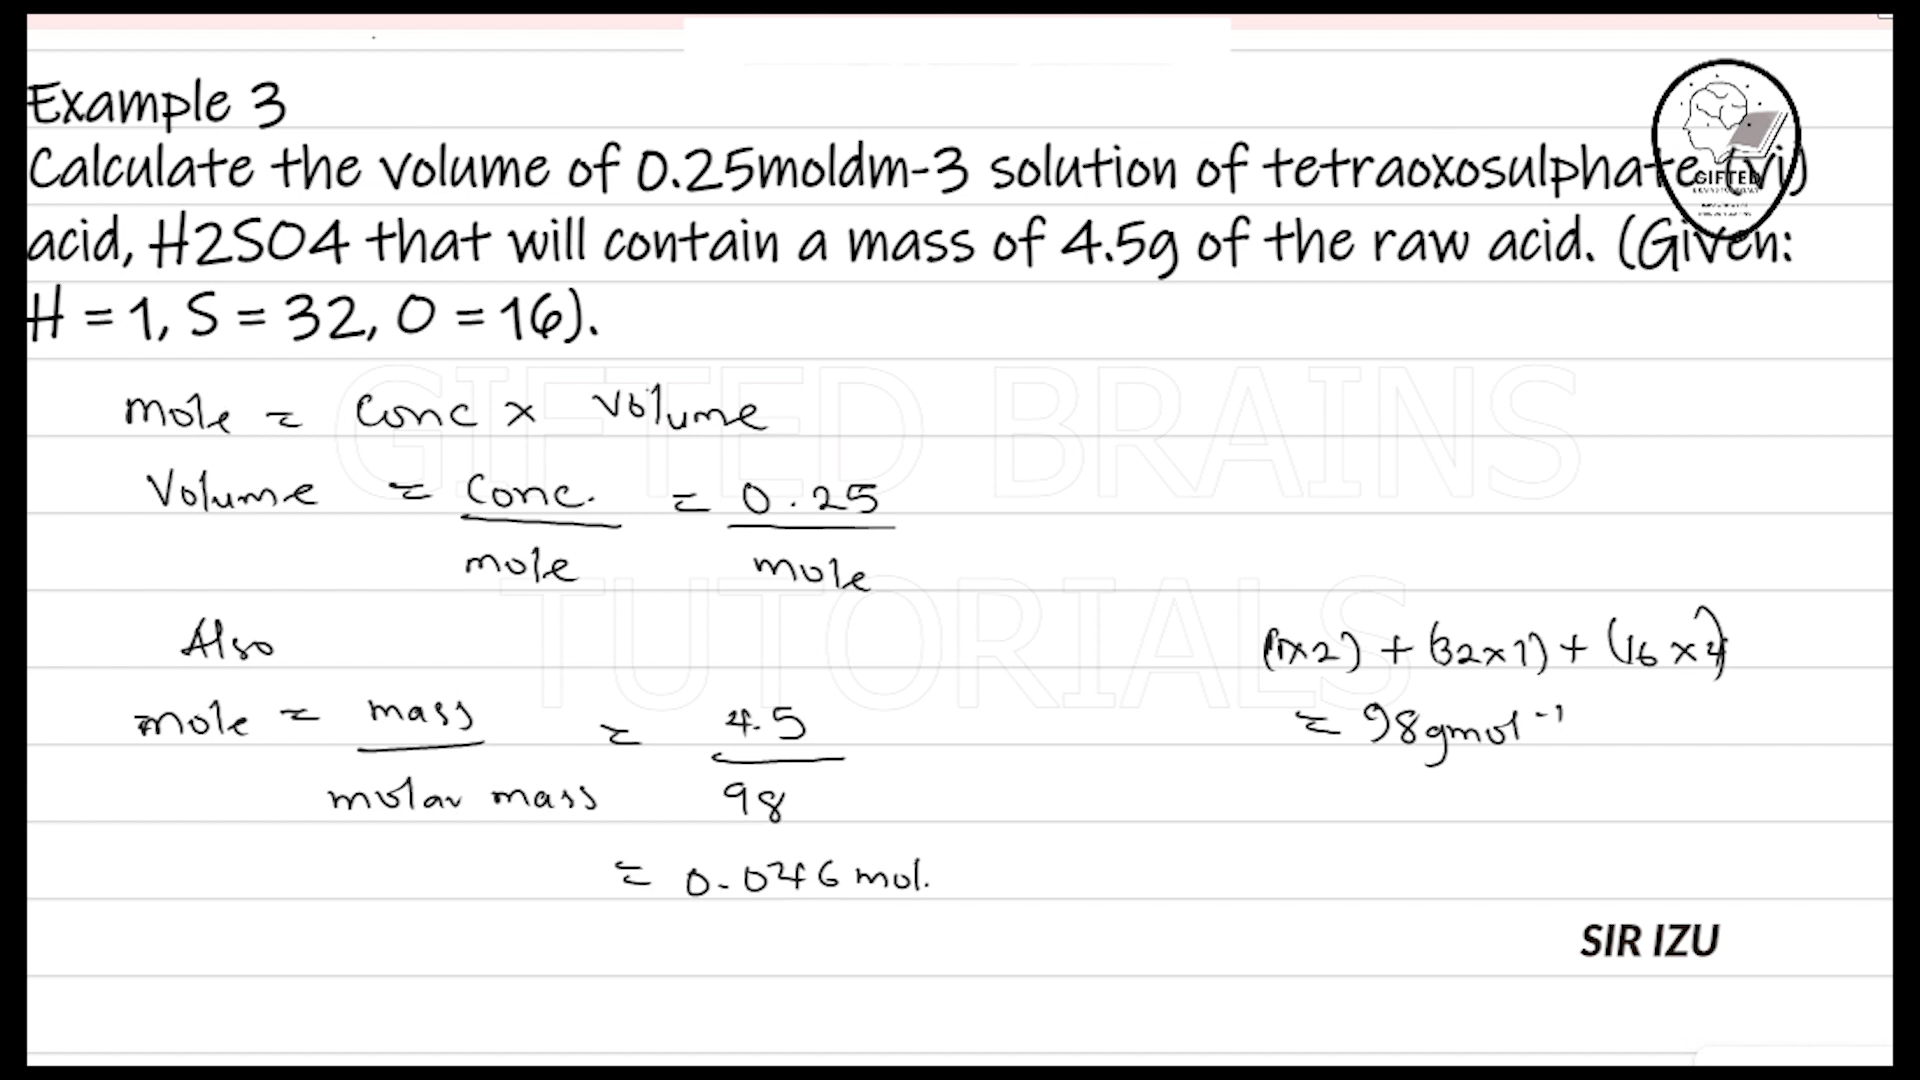 Example 3
Calculate the volume of 0.25moldm-3 solution of tetraoxosulphate (vi)
acid, H2SO4 that will contain a mass of 4.5g of the raw acid. (Given:
H = 1, S = 32, O = 16).
GIFTED
GIFTED BRAINS
TUTORIALS
mole = Conc x Volume
Volume = Conc. = 0.25
mole mole
Also
(1x2) + (32x1) + (16x4)
mole = mass = 4.5
molar mass 98
= 98gmol-1
= 0.046 mol.
SIR IZU